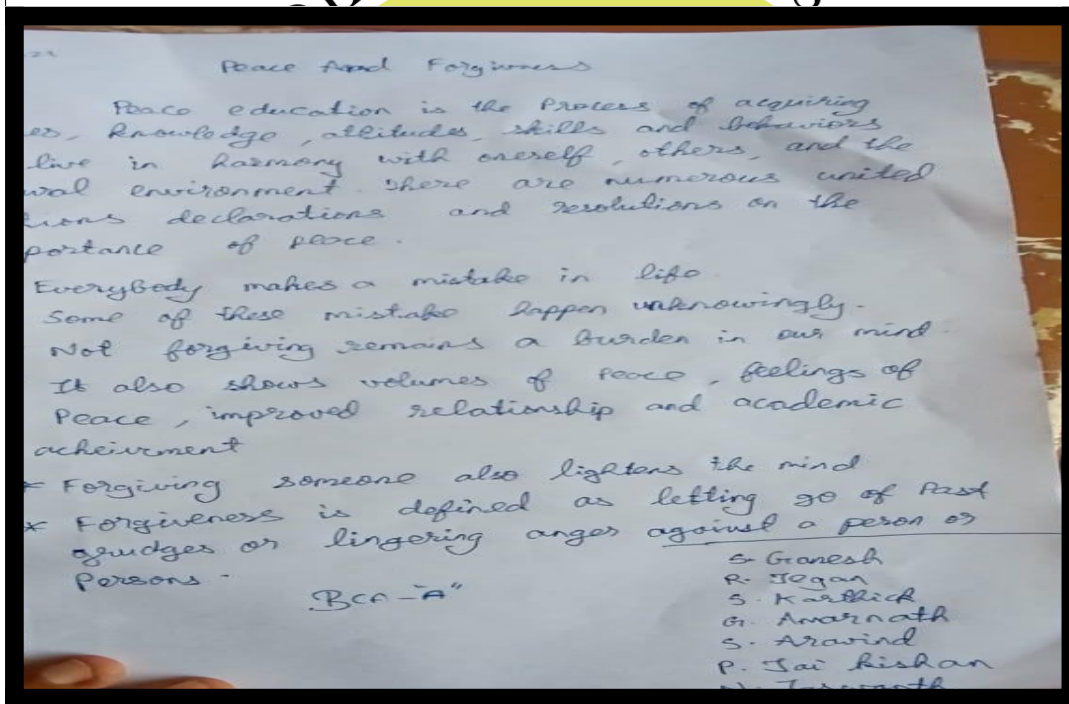 Peace And Forgivness
Peace education is the Process of acquiring
es, knowledge, attitudes, skills and behaviors
live in harmony with oneself, others, and the
ural environment. There are numerous united
tions declarations and resolutions on the
portance of peace.
Everybody makes a mistake in life.
Some of these mistake happen unknowingly.
Not forgiving remains a burden in our mind.
It also shows volumes of Peace, feelings of
Peace, improved relationship and academic
acheivement
* Forgiving someone also lightens the mind
* Forgiveness is defined as letting go of Past
grudges or lingering anger against a person or
Persons.
BCA-"A"
S. Ganesh
R. Jegan
S. Karthick
G. Amarnath
S. Aravind
P. Jai kishan